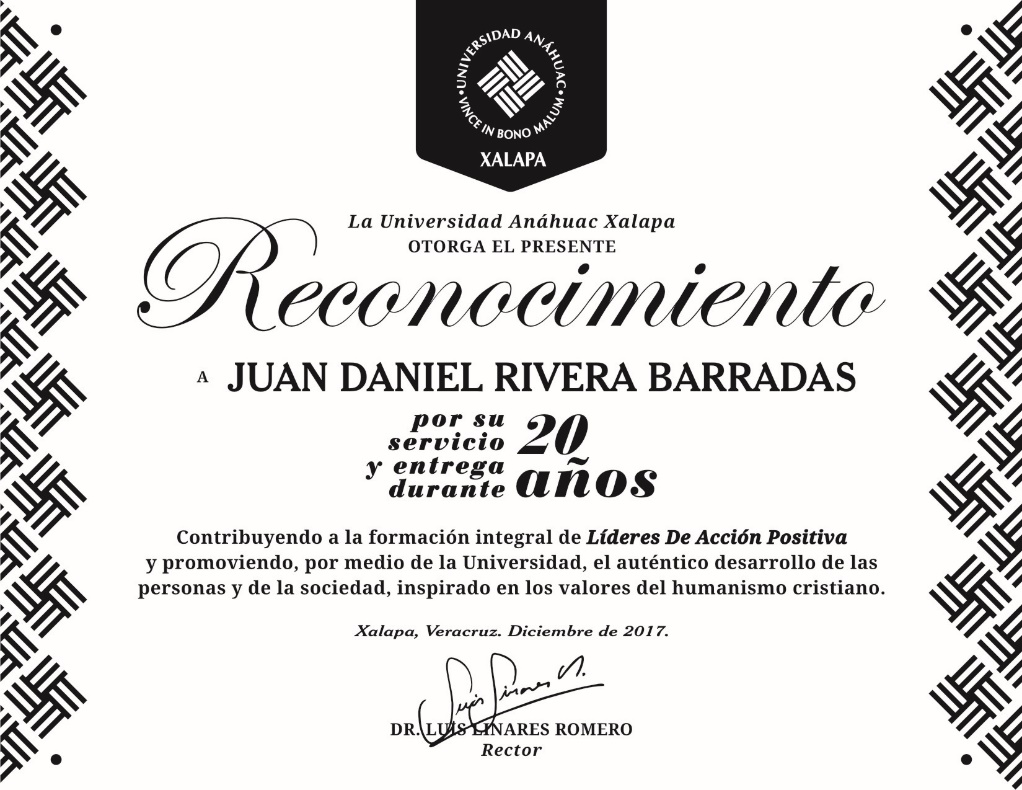 UNIVERSIDAD ANÁHUAC
VINCE IN BONO MALUM
XALAPA
La Universidad Anáhuac Xalapa
OTORGA EL PRESENTE
Reconocimiento
A JUAN DANIEL RIVERA BARRADAS
por su
servicio
y entrega
durante
20
años
Contribuyendo a la formación integral de Líderes De Acción Positiva
y promoviendo, por medio de la Universidad, el auténtico desarrollo de las
personas y de la sociedad, inspirado en los valores del humanismo cristiano.
Xalapa, Veracruz. Diciembre de 2017.
Luis Linares R.
DR. LUIS LINARES ROMERO
Rector